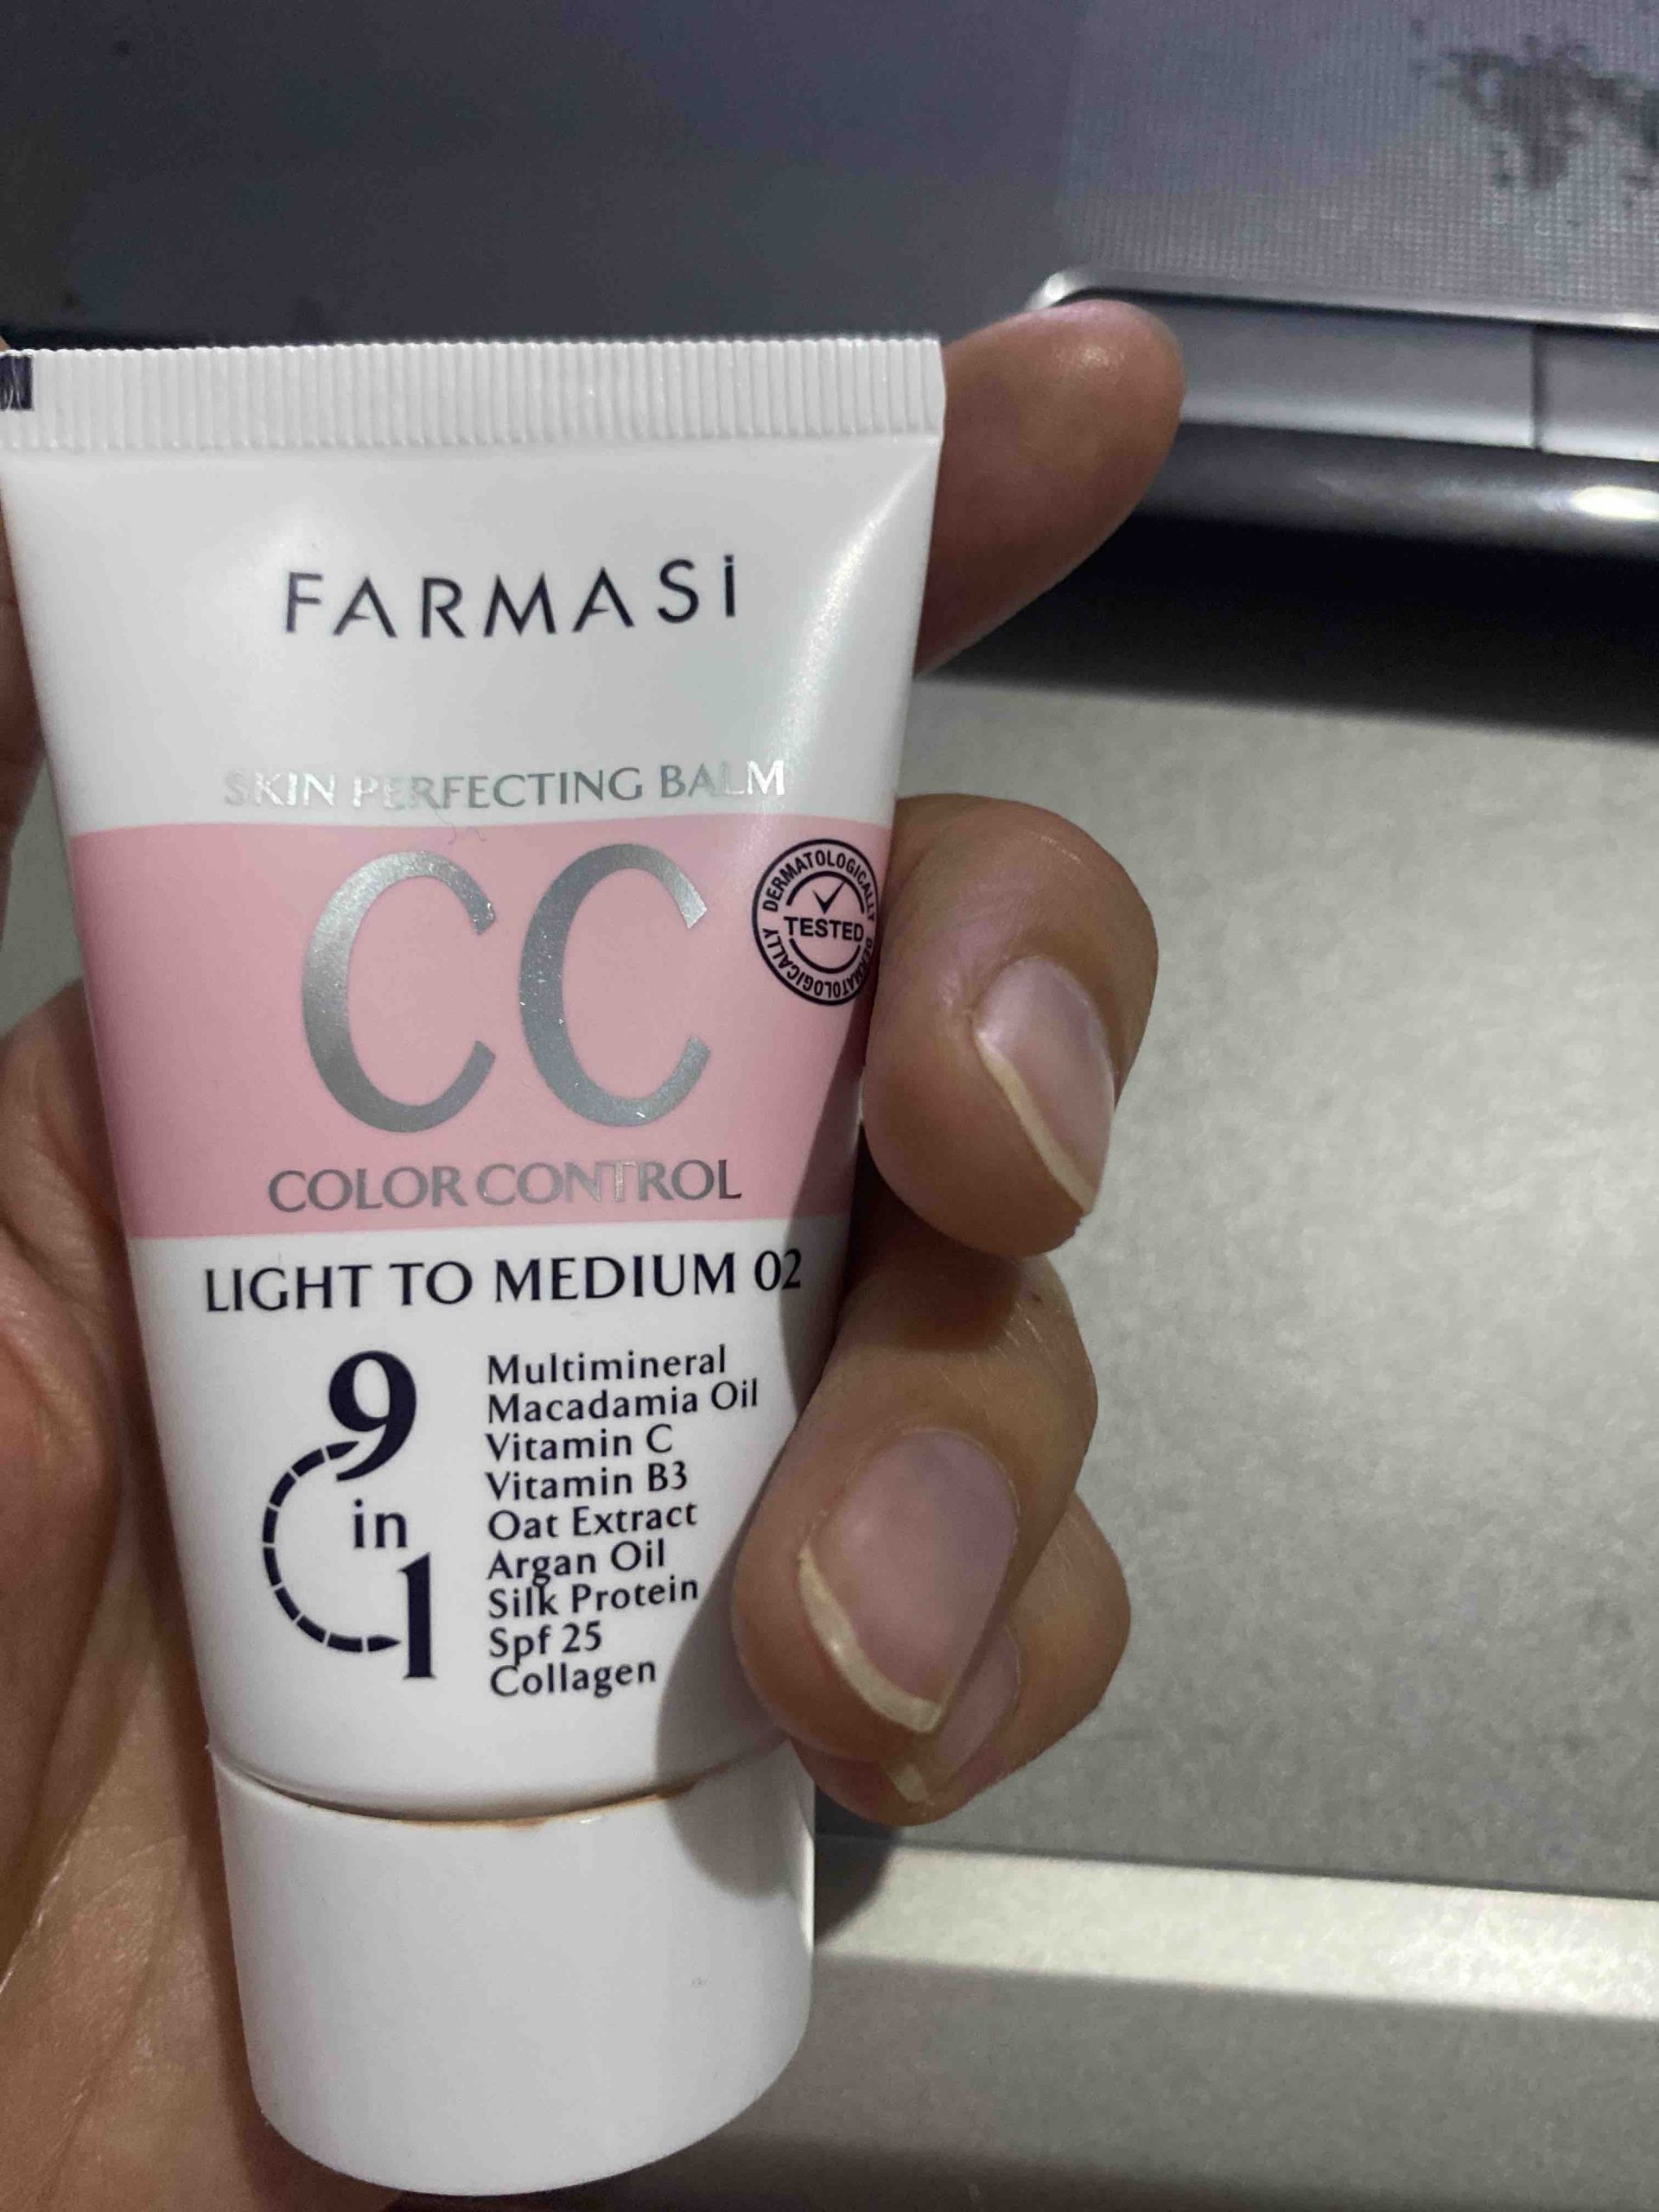 FARMASİ
SKIN PERFECTING BALM
CC
DERMATOLOGICALLY
TESTED
DERMATOLOGICALLY
COLOR CONTROL
LIGHT TO MEDIUM 02
9
in
1
Multimineral
Macadamia Oil
Vitamin C
Vitamin B3
Oat Extract
Argan Oil
Silk Protein
Spf 25
Collagen